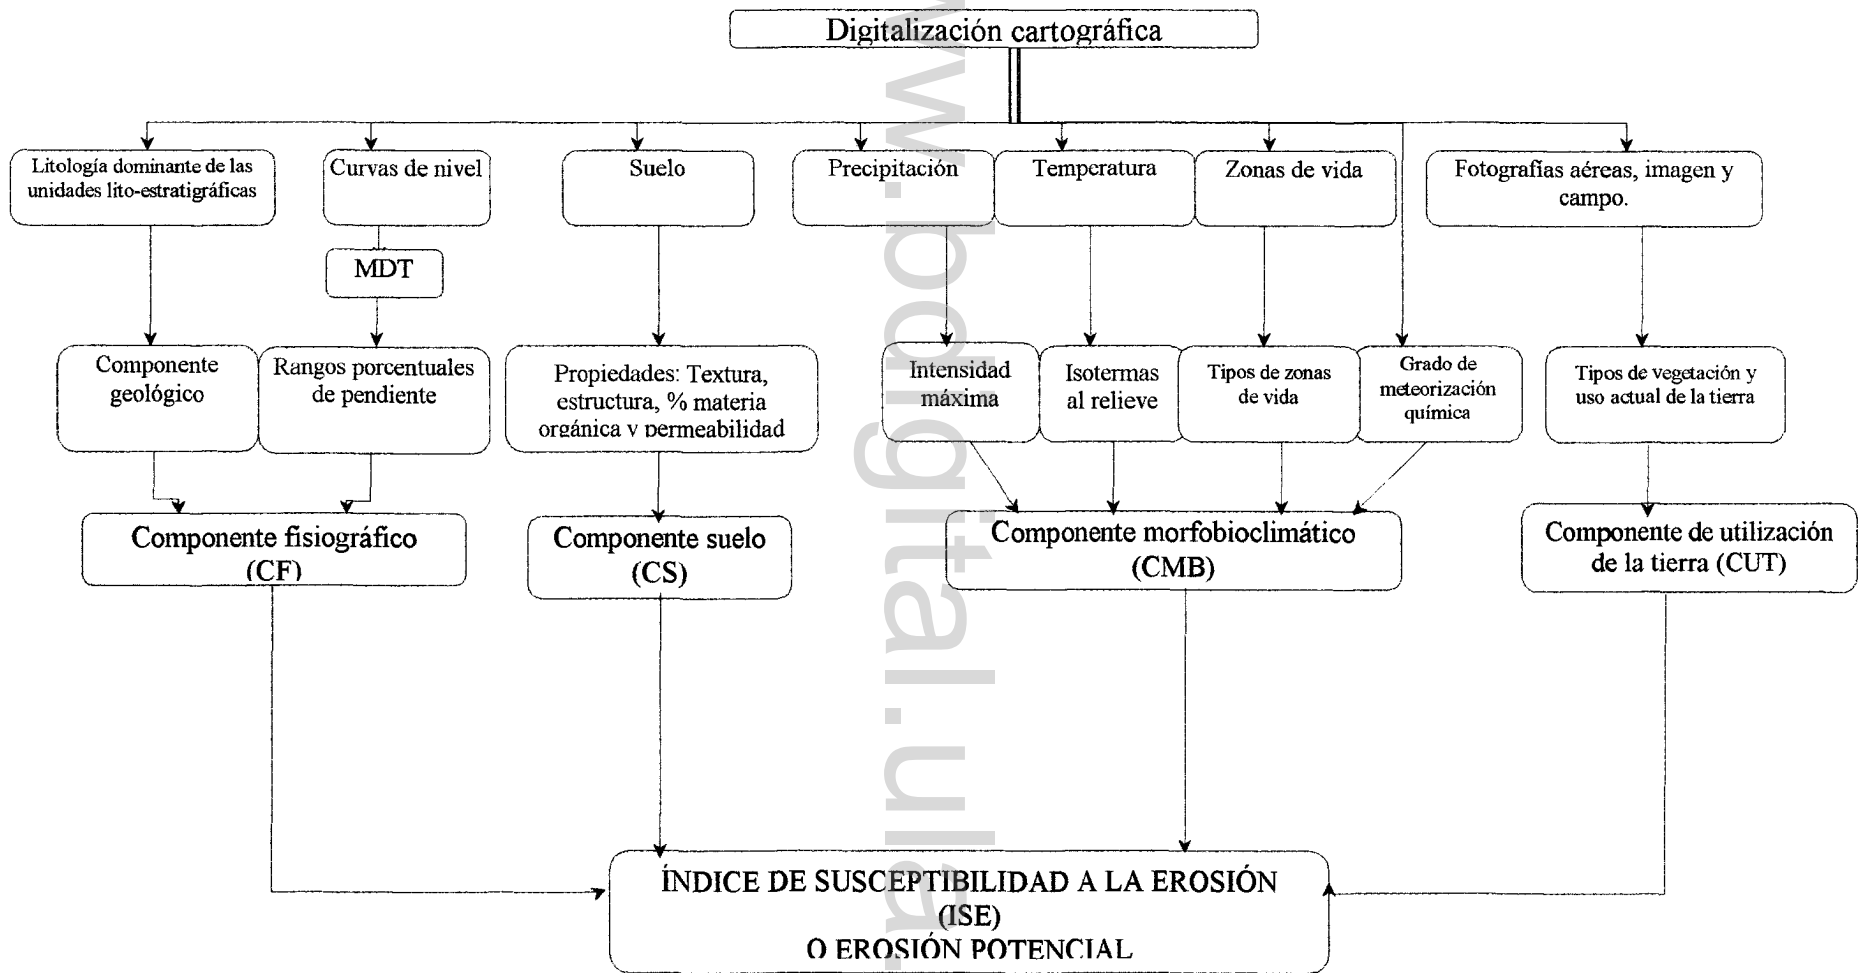 Digitalización cartográfica
Litología dominante de las
unidades lito-estratigráficas
Curvas de nivel
Suelo
Precipitación
Temperatura
Zonas de vida
Fotografías aéreas, imagen y
campo.
MDT
Componente
geológico
Rangos porcentuales
de pendiente
Propiedades: Textura,
estructura, % materia
orgánica y permeabilidad
Intensidad
máxima
Isotermas
al relieve
Tipos de zonas
de vida
Grado de
meteorización
química
Tipos de vegetación y
uso actual de la tierra
Componente fisiográfico
(CF)
Componente suelo
(CS)
Componente morfobioclimático
(CMB)
Componente de utilización
de la tierra (CUT)
ÍNDICE DE SUSCEPTIBILIDAD A LA EROSIÓN
(ISE)
O EROSIÓN POTENCIAL
w.bdigital.ula.